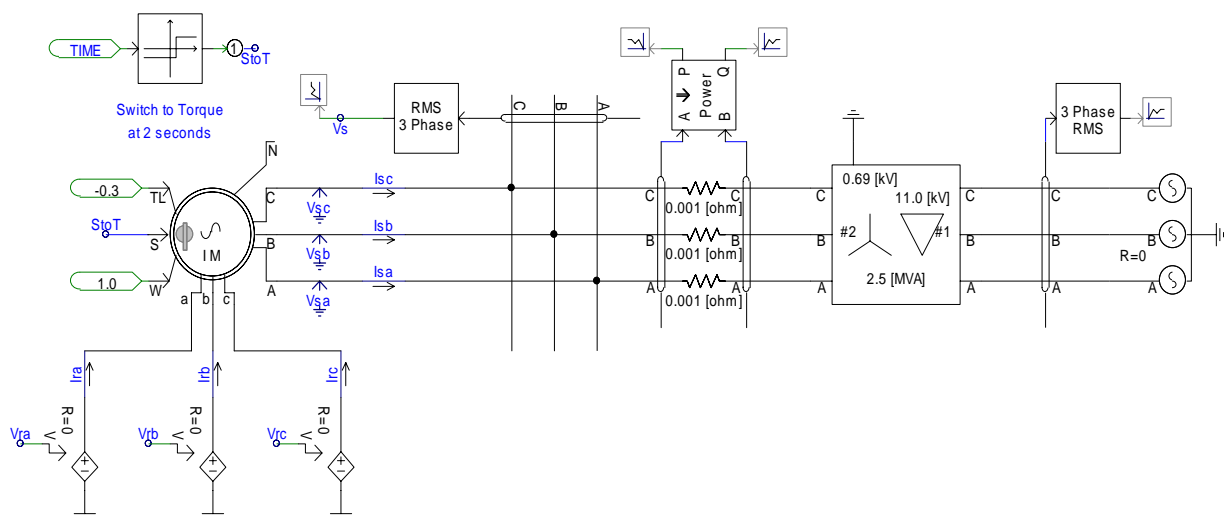 TIME
1
StoT
Switch to Torque
at 2 seconds
Vs
RMS
3 Phase
C
B
A
P
Q
Power
A
B
3 Phase
RMS
N
-0.3
TL
StoT
S
1.0
W
I M
C
B
A
a
b
c
Vsc
Vsb
Vsa
Isc
Isb
Isa
C
B
A
0.001 [ohm]
0.001 [ohm]
0.001 [ohm]
C
B
A
C
B
A
0.69 [kV]
11.0 [kV]
#2
#1
2.5 [MVA]
C
B
A
C
B
A
C
B
A
R=0
Ira
Irb
Irc
Vra
V
R=0
Vrb
V
R=0
Vrc
V
R=0